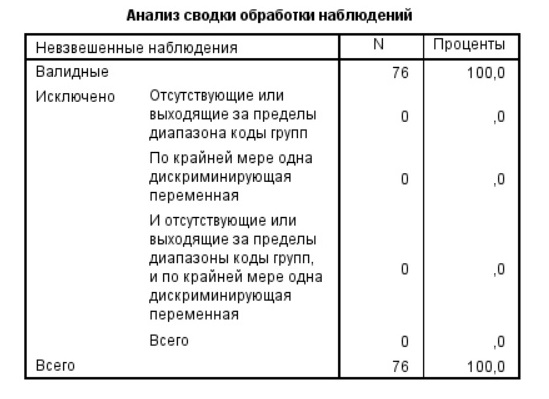 Анализ сводки обработки наблюдений
Невзвешенные наблюдения N Проценты
Валидные 76 100,0
Исключено Отсутствующие или
выходящие за пределы
диапазона коды групп 0 ,0
По крайней мере одна
дискриминирующая
переменная 0 ,0
И отсутствующие или
выходящие за пределы
диапазоны коды групп,
и по крайней мере одна
дискриминирующая
переменная 0 ,0
Всего 0 ,0
Всего 76 100,0